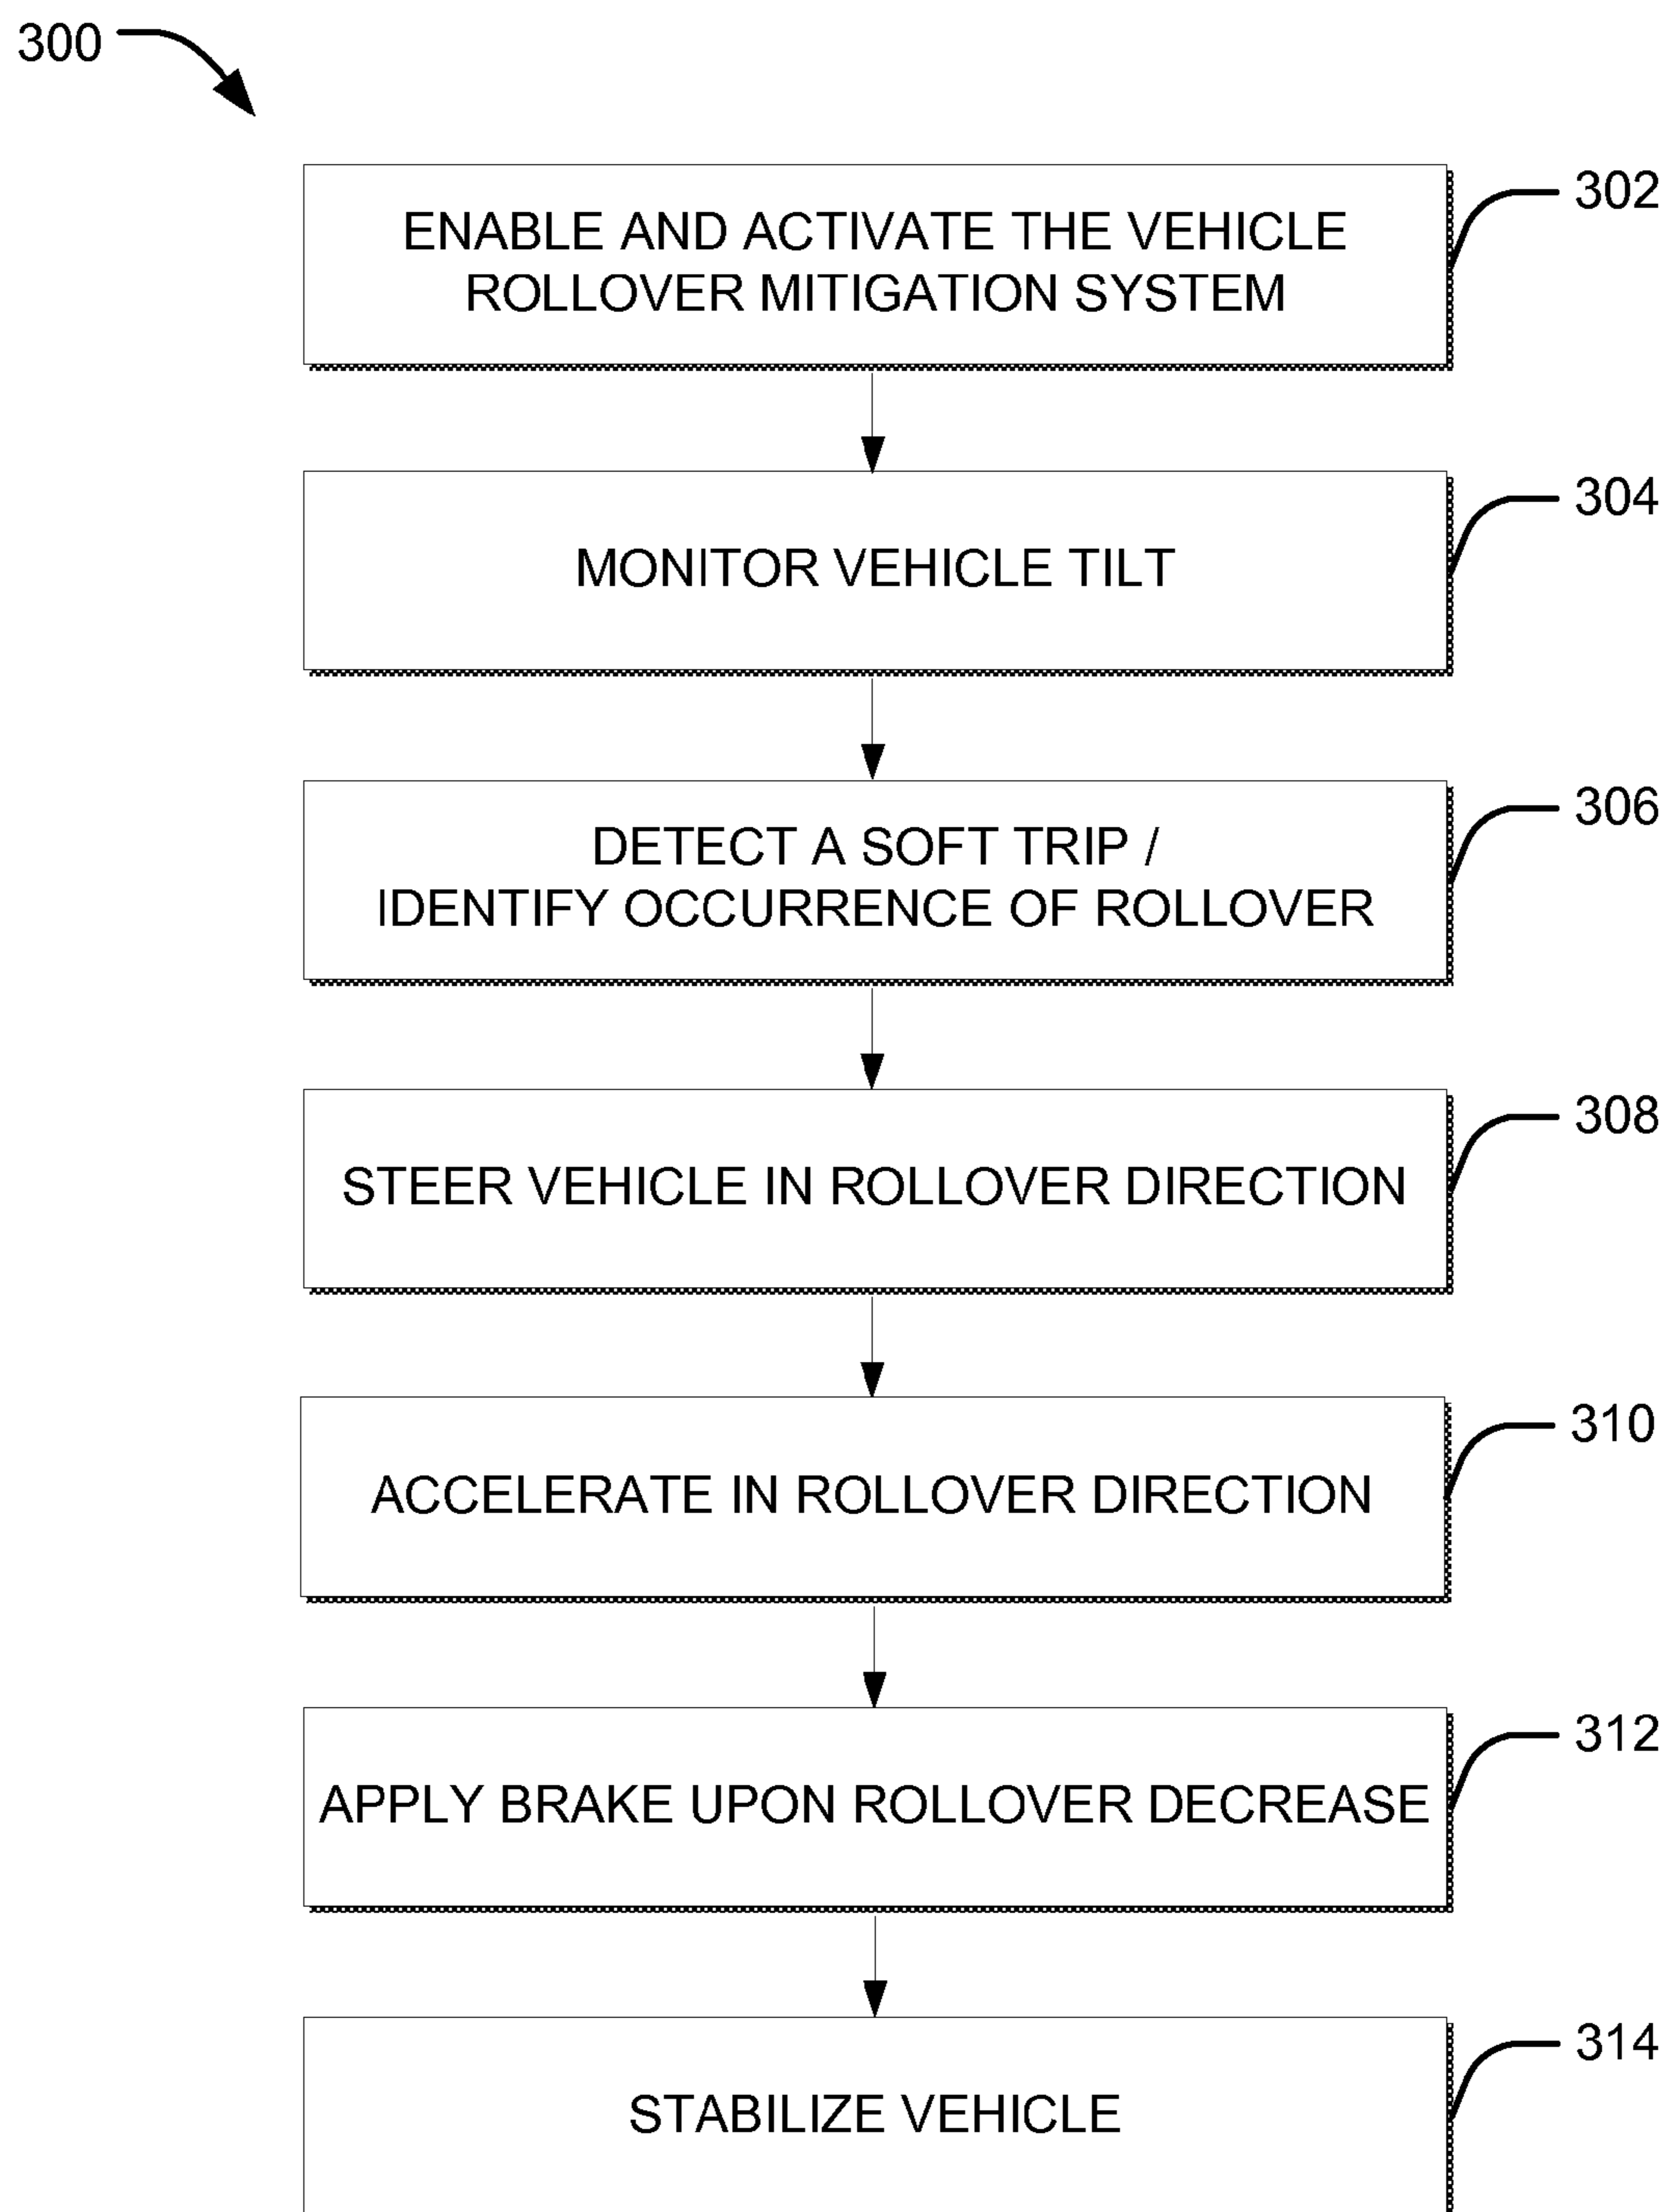 300
302
ENABLE AND ACTIVATE THE VEHICLE
ROLLOVER MITIGATION SYSTEM
304
MONITOR VEHICLE TILT
306
DETECT A SOFT TRIP /
IDENTIFY OCCURRENCE OF ROLLOVER
308
STEER VEHICLE IN ROLLOVER DIRECTION
310
ACCELERATE IN ROLLOVER DIRECTION
312
APPLY BRAKE UPON ROLLOVER DECREASE
314
STABILIZE VEHICLE